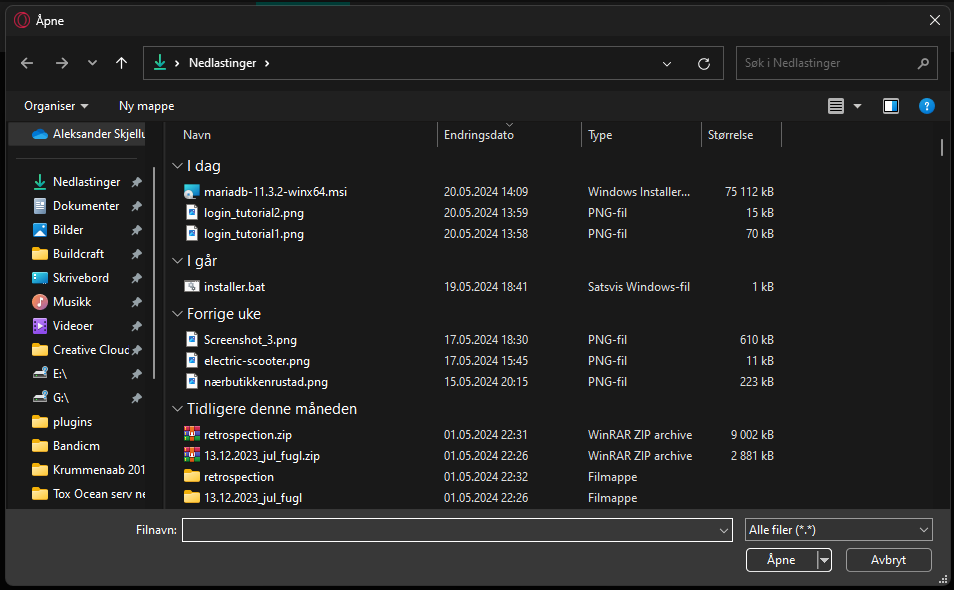 Åpne
Nedlastinger
Søk i Nedlastinger
Organiser Ny mappe
Aleksander Skjellu
Nedlastinger
Dokumenter
Bilder
Buildcraft
Skrivebord
Musikk
Videoer
Creative Clouc
E:\
G:\
plugins
Bandicm
Krummenaab 201
Tox Ocean serv ne
Navn Endringsdato Type Størrelse
I dag
mariadb-11.3.2-winx64.msi 20.05.2024 14:09 Windows Installer... 75 112 kB
login_tutorial2.png 20.05.2024 13:59 PNG-fil 15 kB
login_tutorial1.png 20.05.2024 13:58 PNG-fil 70 kB
I går
installer.bat 19.05.2024 18:41 Satsvis Windows-fil 1 kB
Forrige uke
Screenshot_3.png 17.05.2024 18:30 PNG-fil 610 kB
electric-scooter.png 17.05.2024 15:45 PNG-fil 11 kB
nærbutikkenrustad.png 15.05.2024 20:15 PNG-fil 223 kB
Tidligere denne måneden
retrospection.zip 01.05.2024 22:31 WinRAR ZIP archive 9 002 kB
13.12.2023_jul_fugl.zip 01.05.2024 22:26 WinRAR ZIP archive 2 881 kB
retrospection 01.05.2024 22:32 Filmappe
13.12.2023_jul_fugl 01.05.2024 22:26 Filmappe
Filnavn: Alle filer (*.*)
Åpne Avbryt